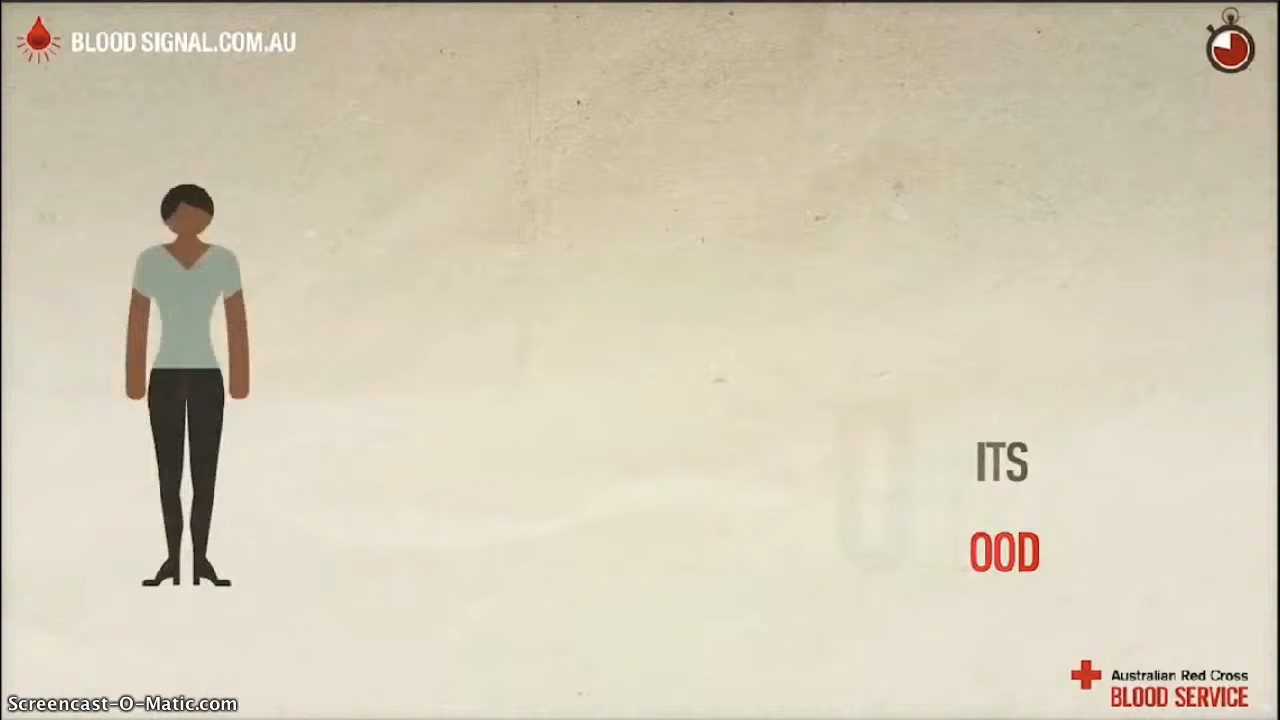 BLOOD SIGNAL.COM.AU
ITS
OOD
Australian Red Cross
BLOOD SERVICE
Screencast-O-Matic.com